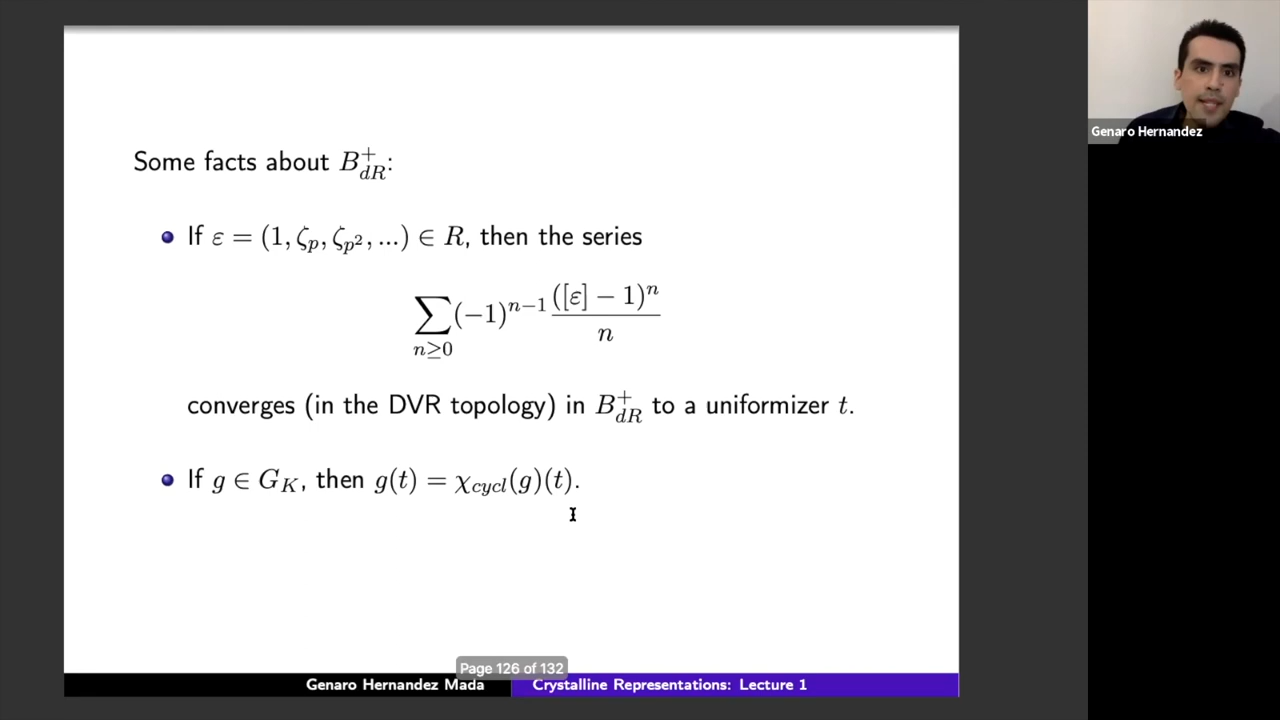 Some facts about $B_{dR}^+$:
If $\varepsilon = (1, \zeta_p, \zeta_{p^2}, ...) \in R$, then the series
$\sum_{n \geq 0} (-1)^{n-1} \frac{([\varepsilon] - 1)^n}{n}$
converges (in the DVR topology) in $B_{dR}^+$ to a uniformizer $t$.
If $g \in G_K$, then $g(t) = \chi_{cycl}(g)(t)$.
Page 126 of 132
Genaro Hernandez Mada
Crystalline Representations: Lecture 1
Genaro Hernandez